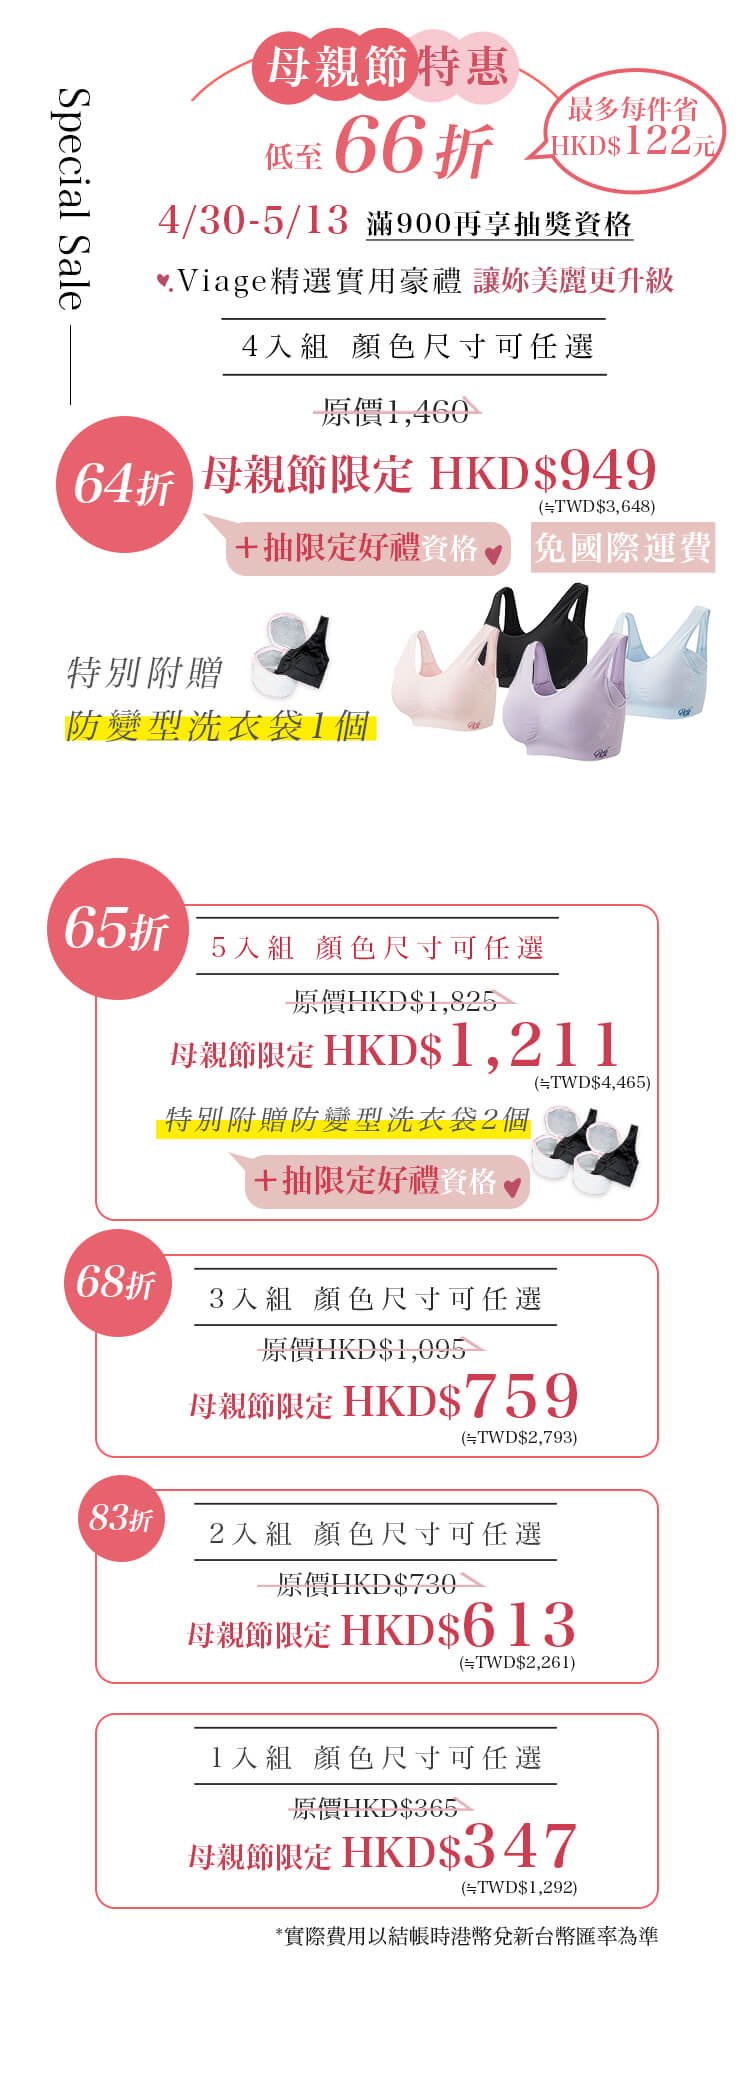 母親節特惠
低至66折
最多每件省
HKD$122元
Special Sale
4/30-5/13 滿900再享抽獎資格
Viage精選實用豪禮 讓妳美麗更升級
4入組 顏色尺寸可任選
原價1,460
64折
母親節限定 HKD$949
(≒TWD$3,648)
+抽限定好禮資格
免國際運費
特別附贈
防變型洗衣袋1個
65折
5入組 顏色尺寸可任選
原價HKD$1,825
母親節限定 HKD$1,211
(≒TWD$4,465)
特別附贈防變型洗衣袋2個
+抽限定好禮資格
68折
3入組 顏色尺寸可任選
原價HKD$1,095
母親節限定 HKD$759
(≒TWD$2,793)
83折
2入組 顏色尺寸可任選
原價HKD$730
母親節限定 HKD$613
(≒TWD$2,261)
1入組 顏色尺寸可任選
原價HKD$365
母親節限定 HKD$347
(≒TWD$1,292)
*實際費用以結帳時港幣兌新台幣匯率為準